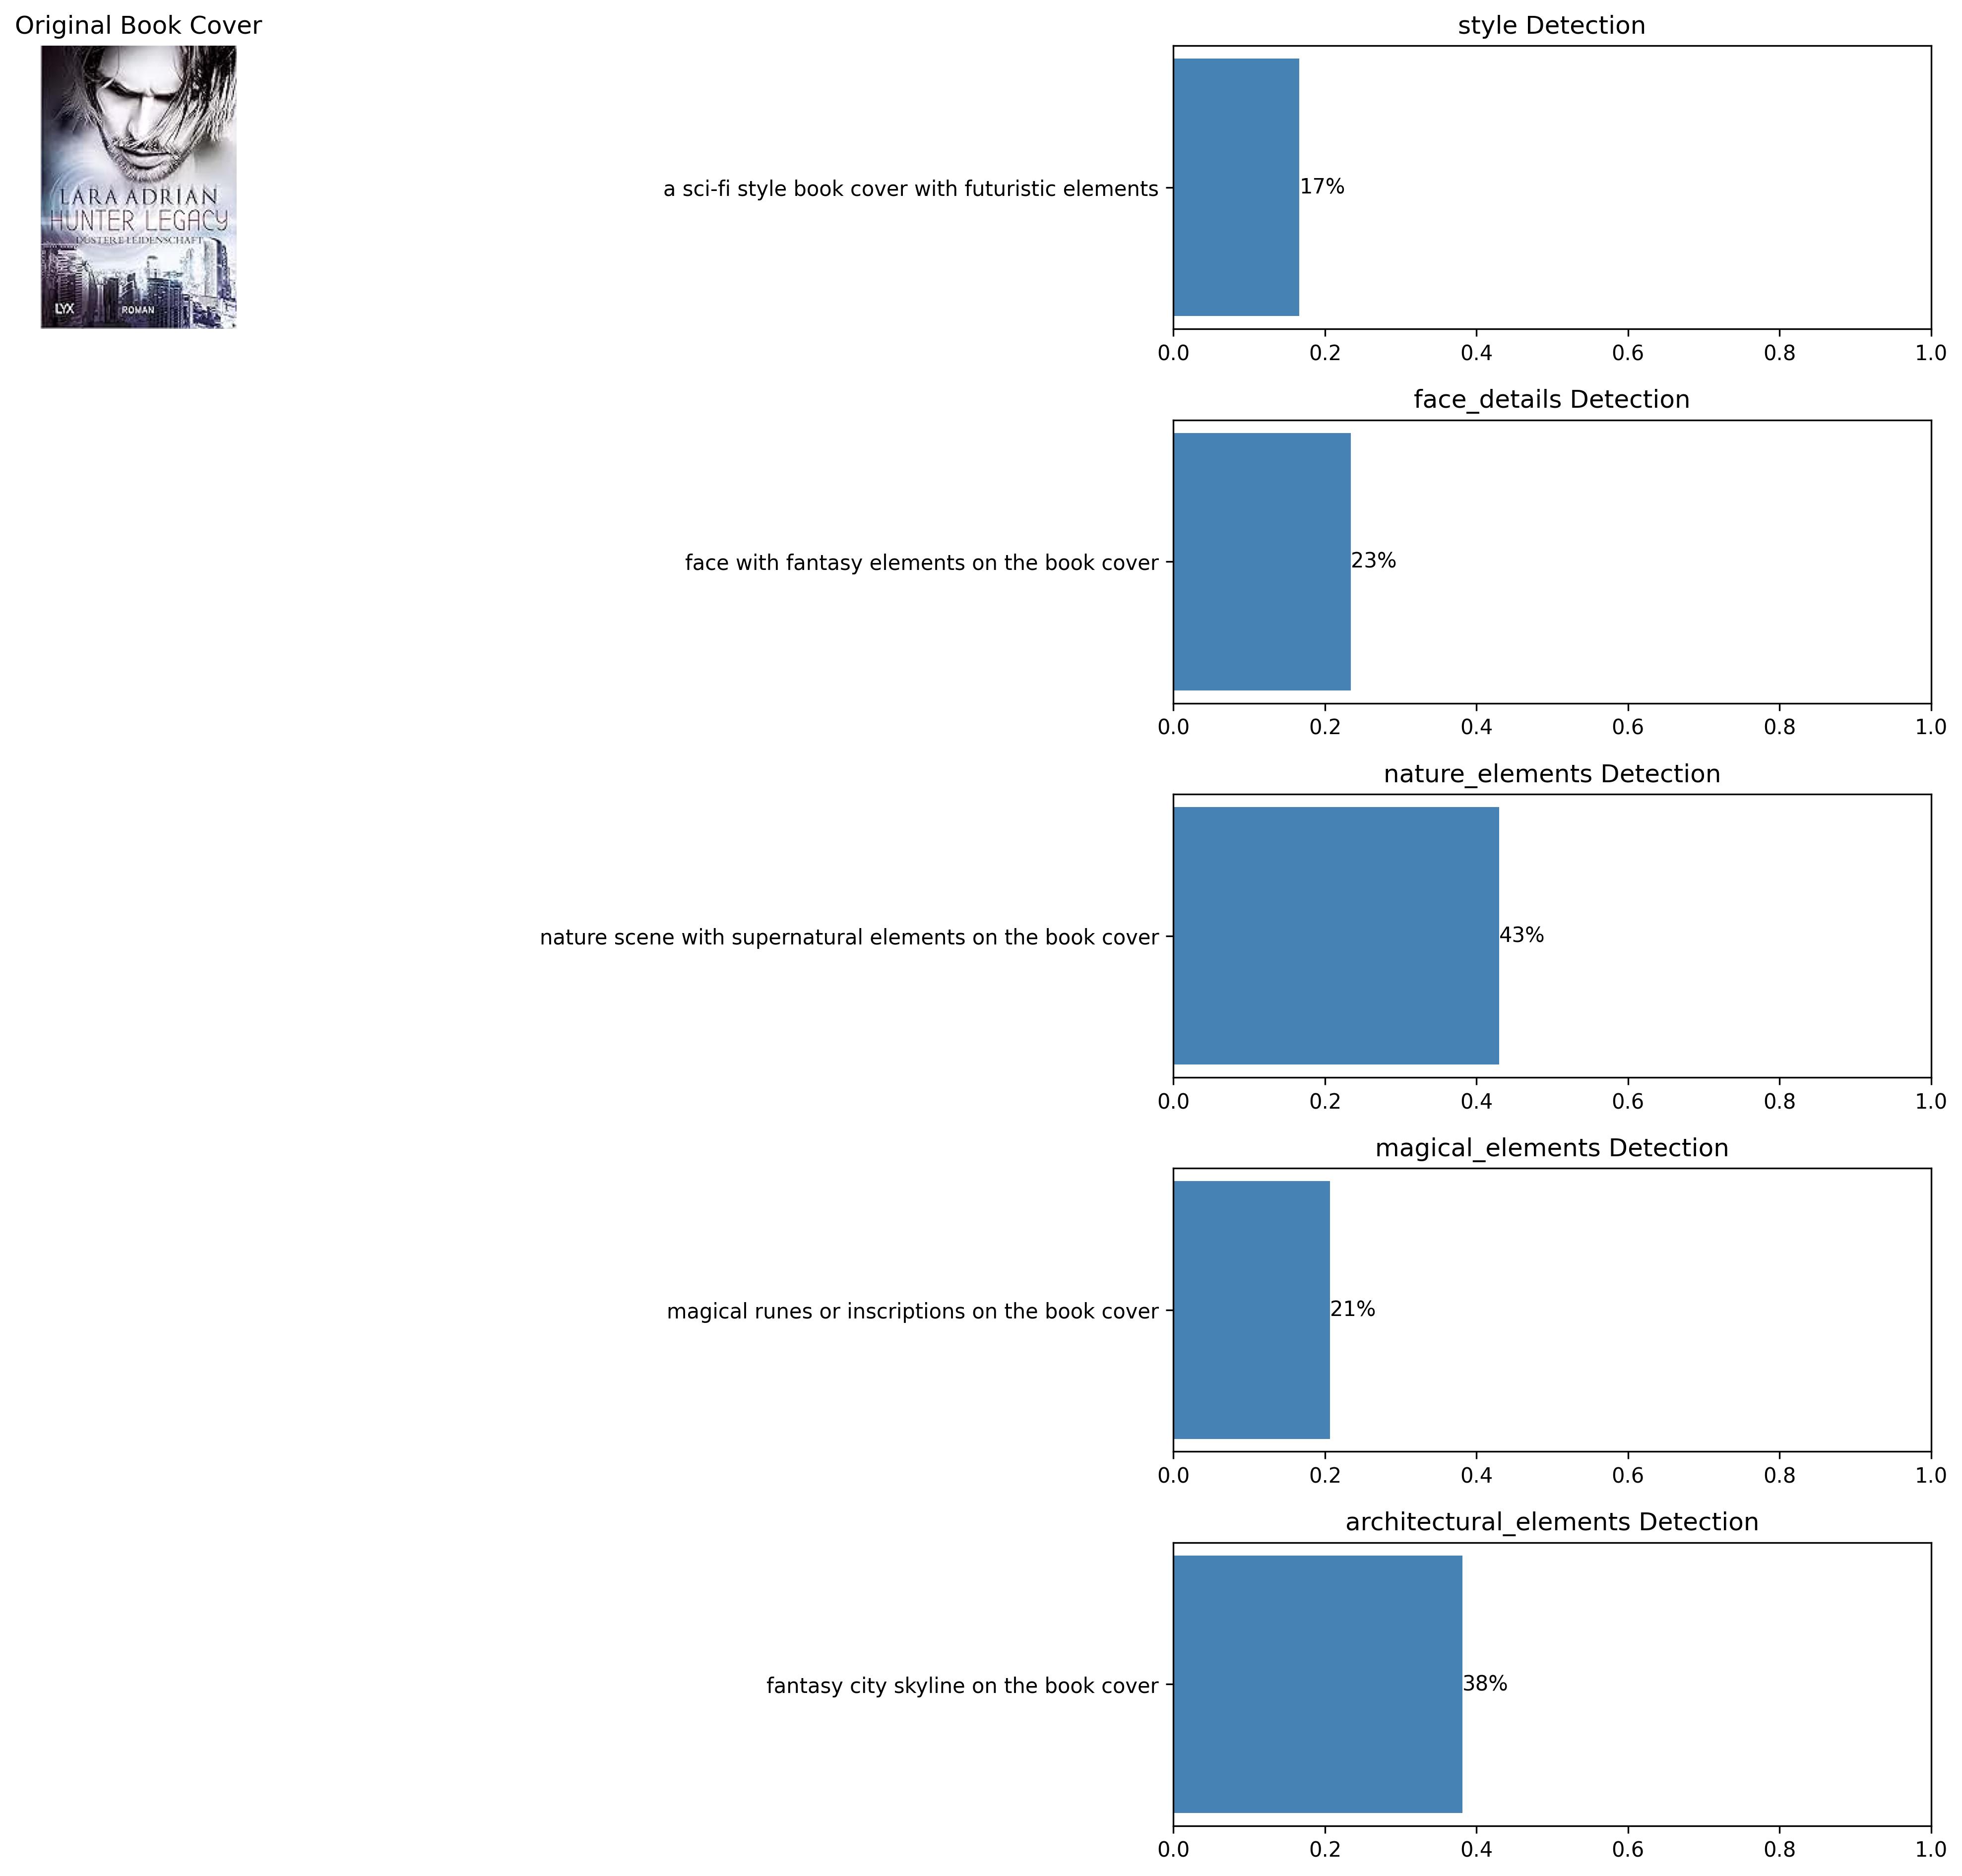 Original Book Cover
LARA ADRIAN
HUNTER LEGACY
DÜSTERE LEIDENSCHAFT
LYX
ROMAN
style Detection
a sci-fi style book cover with futuristic elements
17%
0.0 0.2 0.4 0.6 0.8 1.0
face_details Detection
face with fantasy elements on the book cover
23%
0.0 0.2 0.4 0.6 0.8 1.0
nature_elements Detection
nature scene with supernatural elements on the book cover
43%
0.0 0.2 0.4 0.6 0.8 1.0
magical_elements Detection
magical runes or inscriptions on the book cover
21%
0.0 0.2 0.4 0.6 0.8 1.0
architectural_elements Detection
fantasy city skyline on the book cover
38%
0.0 0.2 0.4 0.6 0.8 1.0